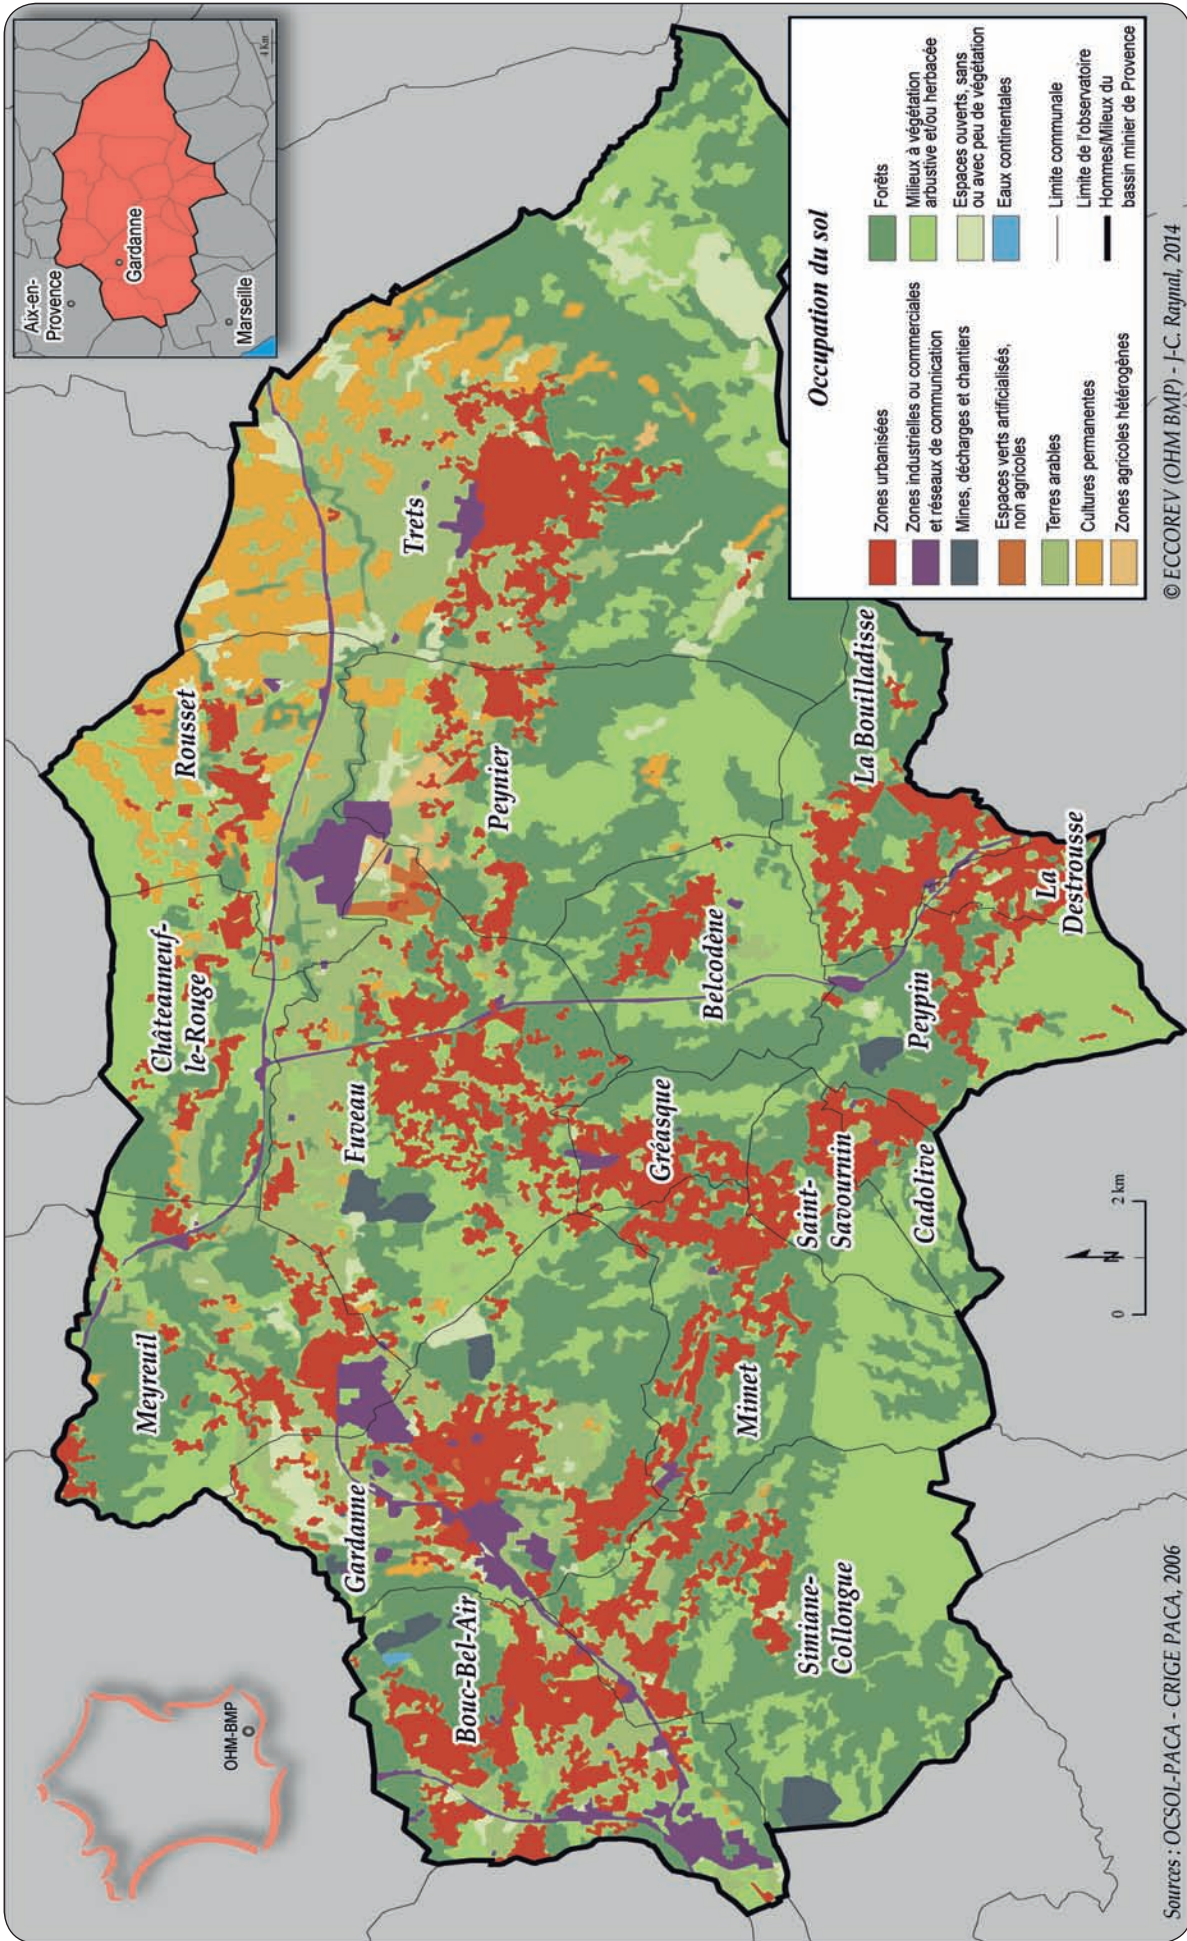 OHM-BMP
Aix-en-
Provence
Gardanne
Marseille
4 Km
Meyreuil
Châteauneuf-
le-Rouge
Rousset
Gardanne
Fuveau
Trets
Bouc-Bel-Air
Peynier
Gréasque
Belcodène
Mimet
Simiane-
Collongue
Saint-
Savournin
Cadolive
Peypin
La Bouilladisse
La
Destrousse
0
2 km
N
Occupation du sol
Zones urbanisées
Zones industrielles ou commerciales
et réseaux de communication
Mines, décharges et chantiers
Espaces verts artificialisés,
non agricoles
Terres arables
Cultures permanentes
Zones agricoles hétérogènes
Forêts
Milieux à végétation
arbustive et/ou herbacée
Espaces ouverts, sans
ou avec peu de végétation
Eaux continentales
Limite communale
Limite de l'observatoire
Hommes/Mileux du
bassin minier de Provence
Sources : OCSOL-PACA - CRIGE PACA, 2006
© ECCOREV (OHM BMP) - J-C. Raynal, 2014